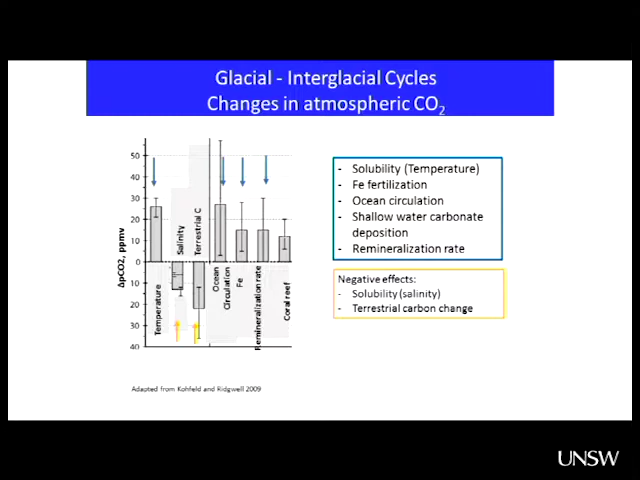 Glacial - Interglacial Cycles
Changes in atmospheric CO2
50
40
30
20
10
0
10
20
30
40
ΔpCO2, ppmv
Temperature
Salinity
Terrestrial C
Ocean
Circulation
Fe
Remineralization rate
Coral reef
- Solubility (Temperature)
- Fe fertilization
- Ocean circulation
- Shallow water carbonate
deposition
- Remineralization rate
Negative effects:
- Solubility (salinity)
- Terrestrial carbon change
Adapted from Kohfeld and Ridgwell 2009
UNSW